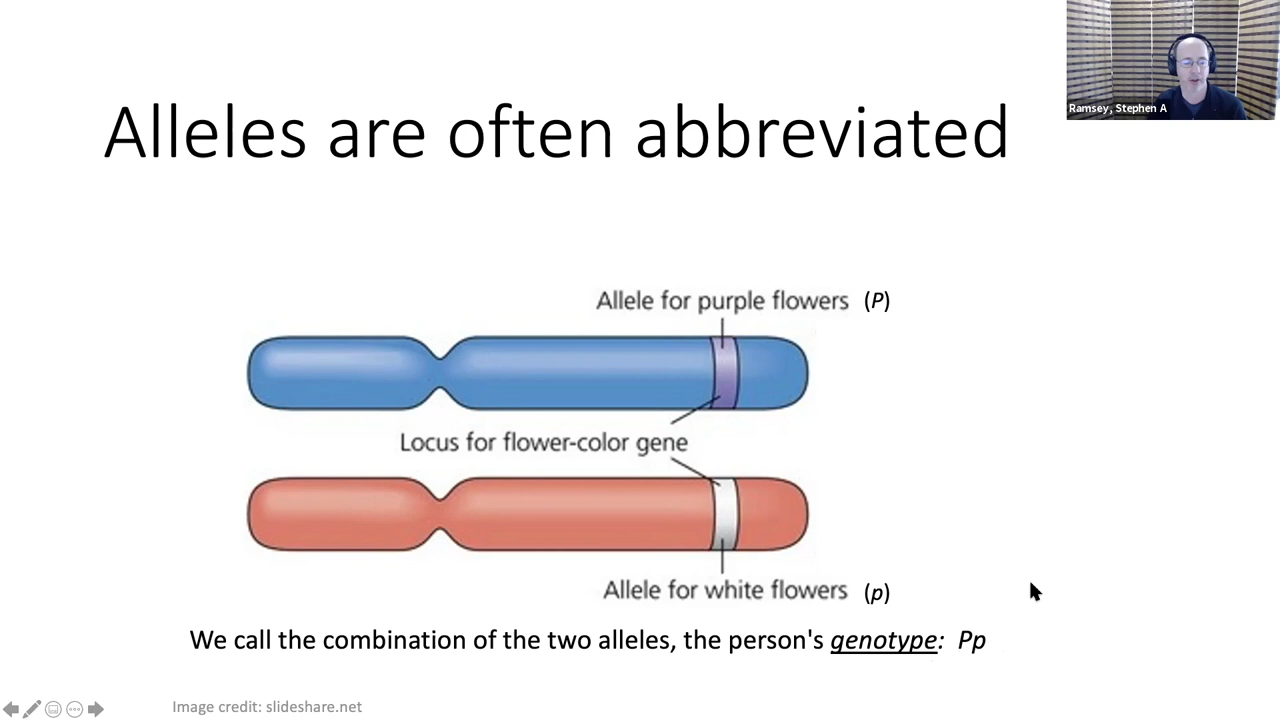 Ramsey, Stephen A
Alleles are often abbreviated
Allele for purple flowers (P)
Locus for flower-color gene
Allele for white flowers (p)
We call the combination of the two alleles, the person's genotype: Pp
Image credit: slideshare.net